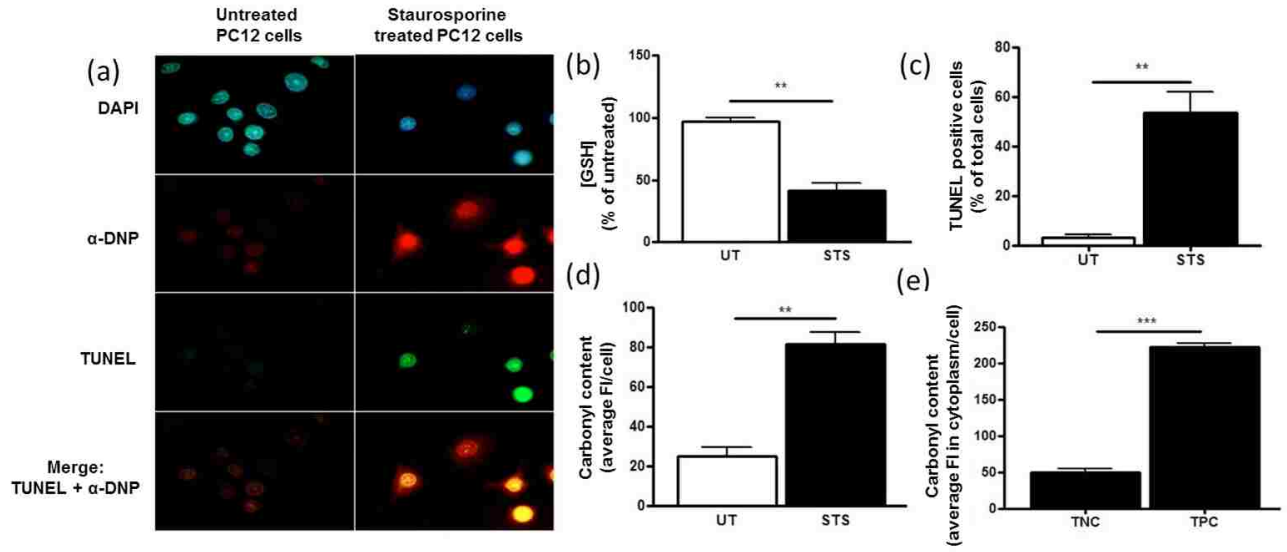 Untreated
PC12 cells
Staurosporine
treated PC12 cells
(a)
DAPI
α-DNP
TUNEL
Merge:
TUNEL + α-DNP
(b)
[GSH]
(% of untreated)
150
100
50
0
**
UT
STS
(c)
TUNEL positive cells
(% of total cells)
80
60
40
20
0
**
UT
STS
(d)
Carbonyl content
(average FI/cell)
100
80
60
40
20
0
**
UT
STS
(e)
Carbonyl content
(average FI in cytoplasm/cell)
250
200
150
100
50
0
***
TNC
TPC